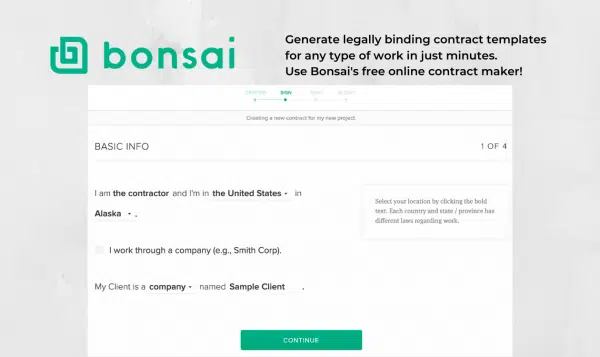 bonsai
Generate legally binding contract templates
for any type of work in just minutes.
Use Bonsai's free online contract maker!
SIGN
Creating a new contract for my new project.
BASIC INFO
1 OF 4
I am the contractor and I'm in the United States in
Alaska .
Select your location by clicking the bold
text. Each country and state / province has
different laws regarding work.
I work through a company (e.g., Smith Corp).
My Client is a company named Sample Client .
CONTINUE